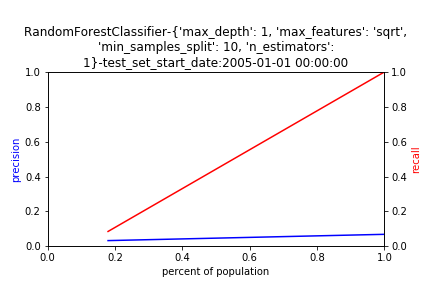 RandomForestClassifier-{'max_depth': 1, 'max_features': 'sqrt',
'min_samples_split': 10, 'n_estimators':
1}-test_set_start_date:2005-01-01 00:00:00
1.0
0.8
0.6
0.4
0.2
0.0
precision
1.0
0.8
0.6
0.4
0.2
0.0
recall
0.0 0.2 0.4 0.6 0.8 1.0
percent of population